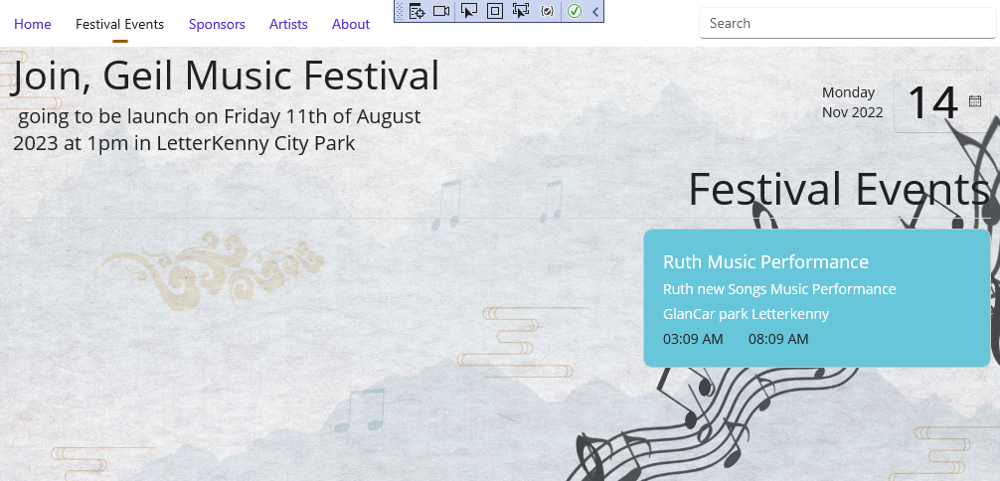 Home Festival Events Sponsors Artists About Search
Join, Geil Music Festival
going to be launch on Friday 11th of August
2023 at 1pm in LetterKenny City Park
Monday
Nov 2022
14
Festival Events
Ruth Music Performance
Ruth new Songs Music Performance
GlanCar park Letterkenny
03:09 AM 08:09 AM